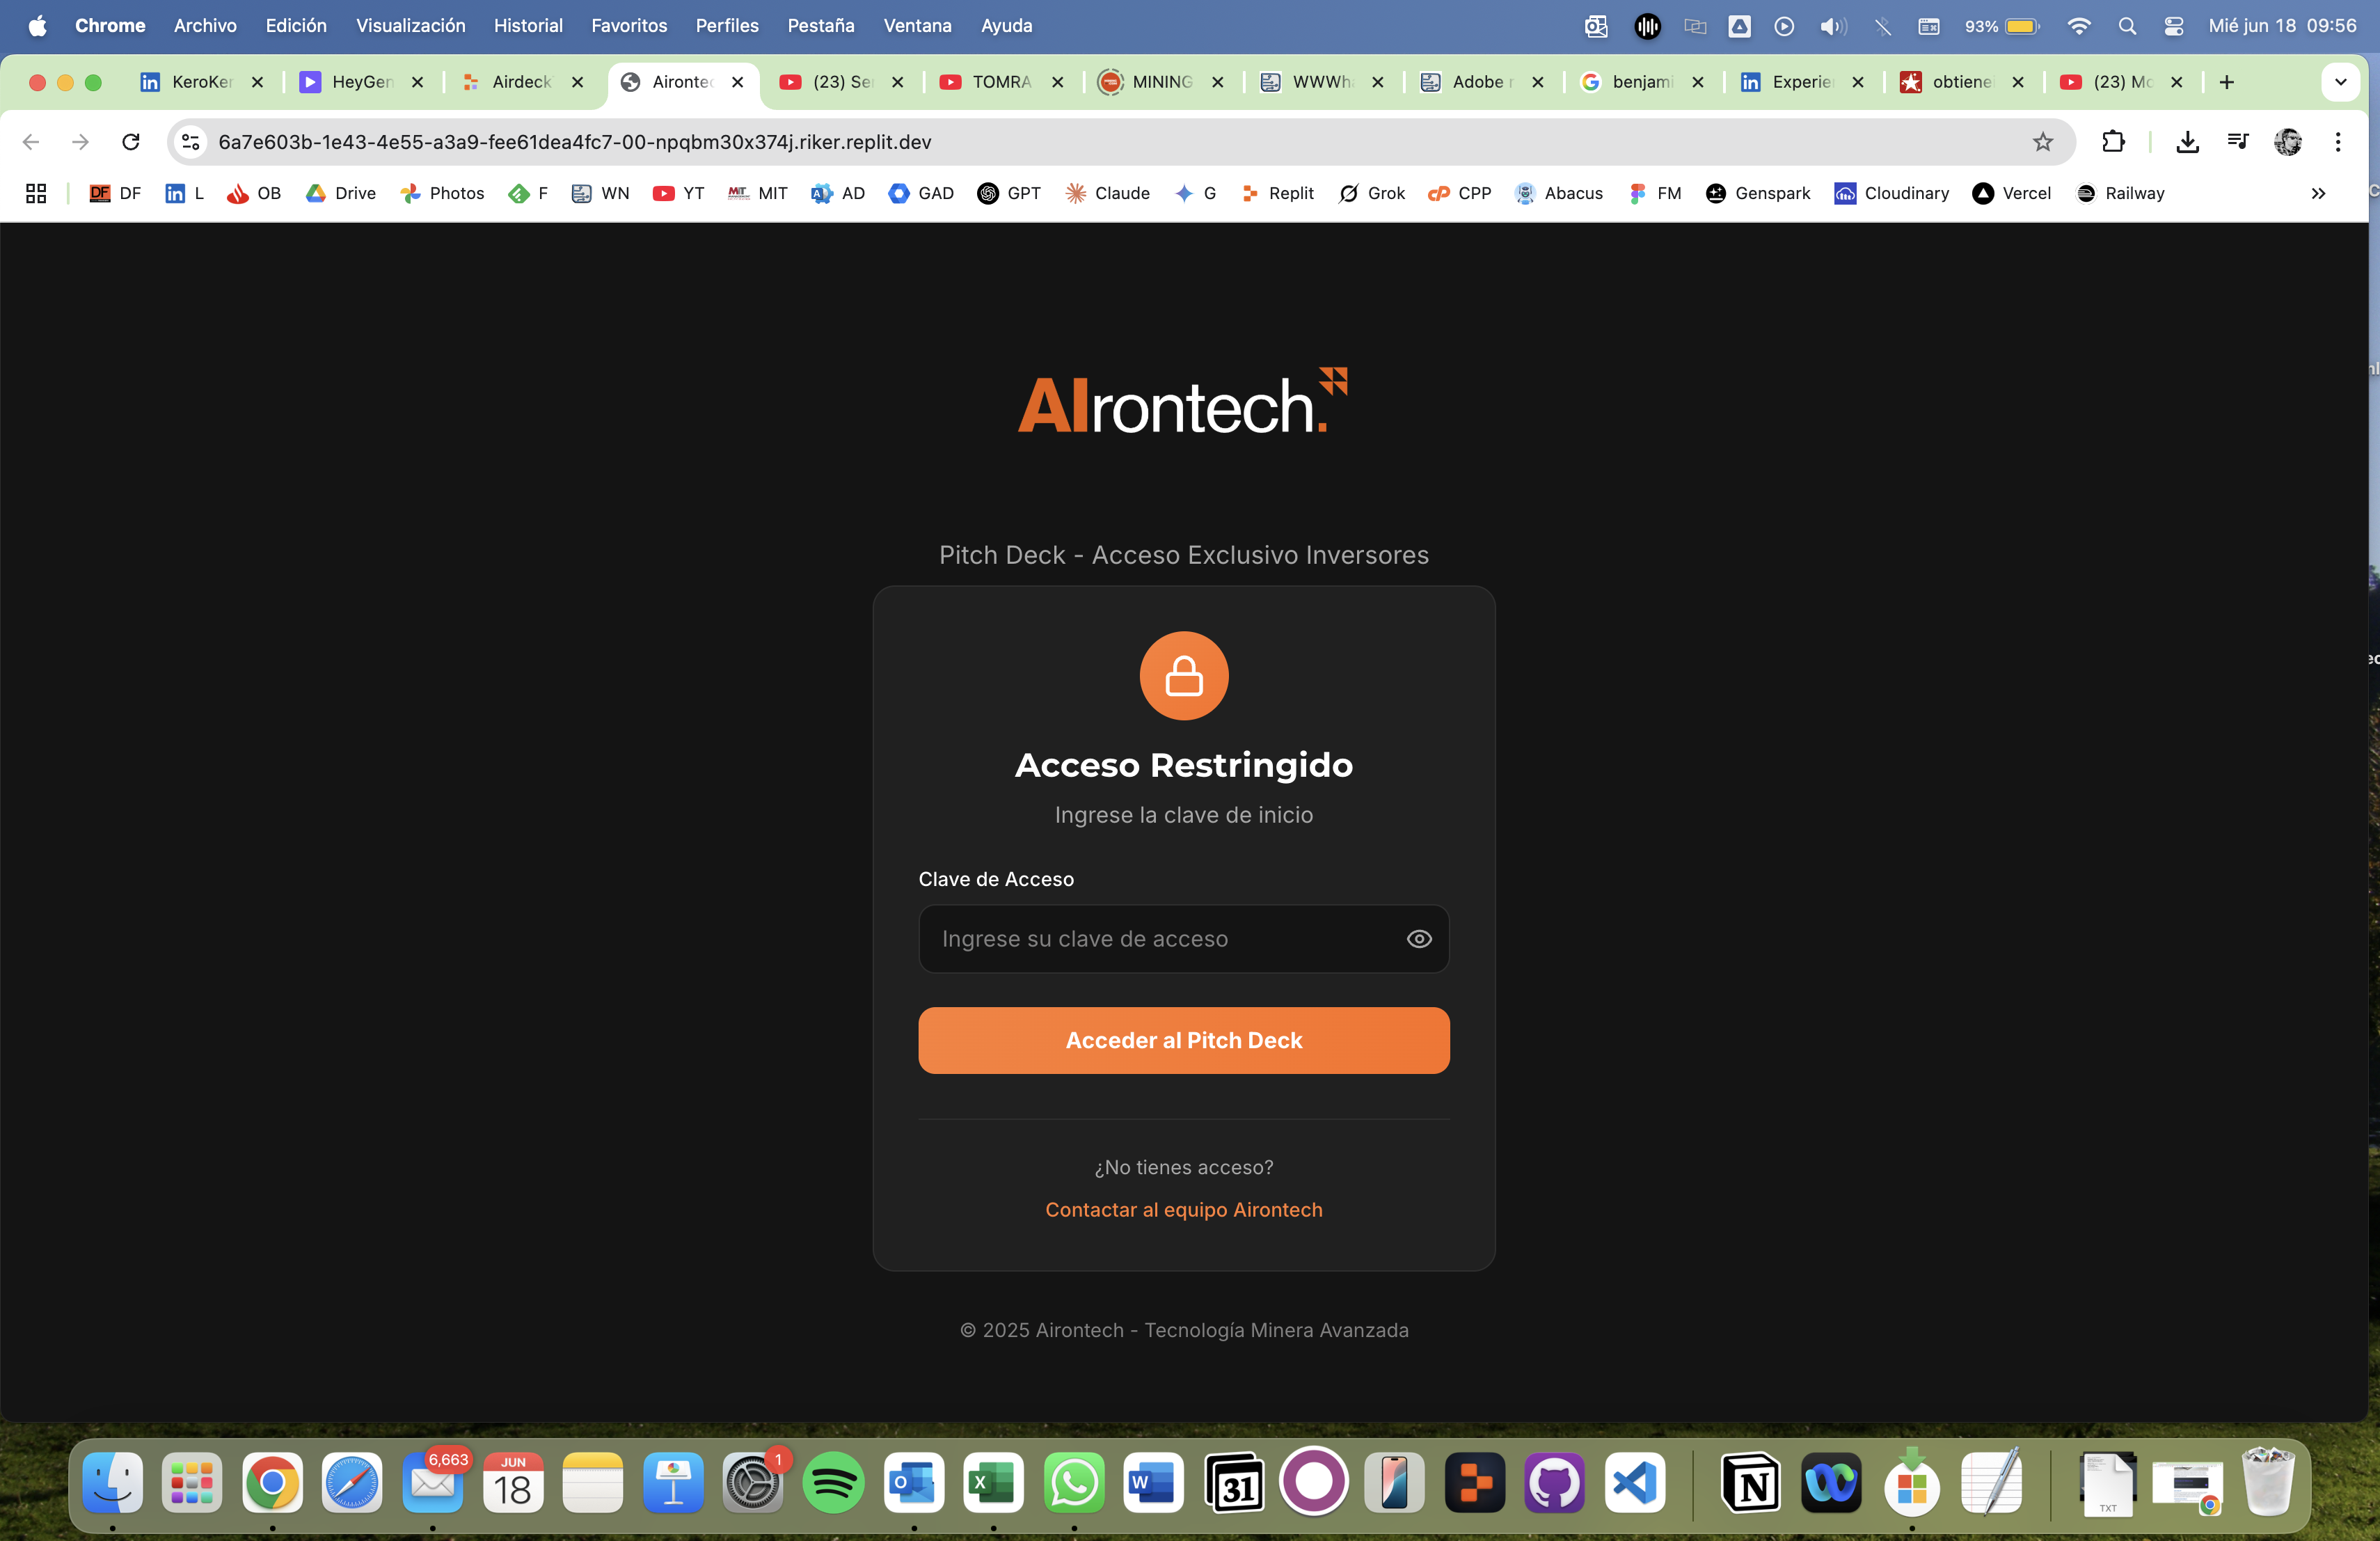 Chrome Archivo Edición Visualización Historial Favoritos Perfiles Pestaña Ventana Ayuda 93% Mié jun 18 09:56
KeroKer HeyGen Airdeck Airontec (23) Se TOMRA MINING WWWh Adobe r benjami Experie obtiene (23) Mo
6a7e603b-1e43-4e55-a3a9-fee61dea4fc7-00-npqbm30x374j.riker.replit.dev
DF DF L OB Drive Photos F WN YT MIT MIT AD GAD GPT Claude G Replit Grok CPP Abacus FM Genspark Cloudinary Vercel Railway
AIrontech.
Pitch Deck - Acceso Exclusivo Inversores
Acceso Restringido
Ingrese la clave de inicio
Clave de Acceso
Ingrese su clave de acceso
Acceder al Pitch Deck
¿No tienes acceso?
Contactar al equipo Airontech
© 2025 Airontech - Tecnología Minera Avanzada
6,663 JUN 18 1 31 TXT